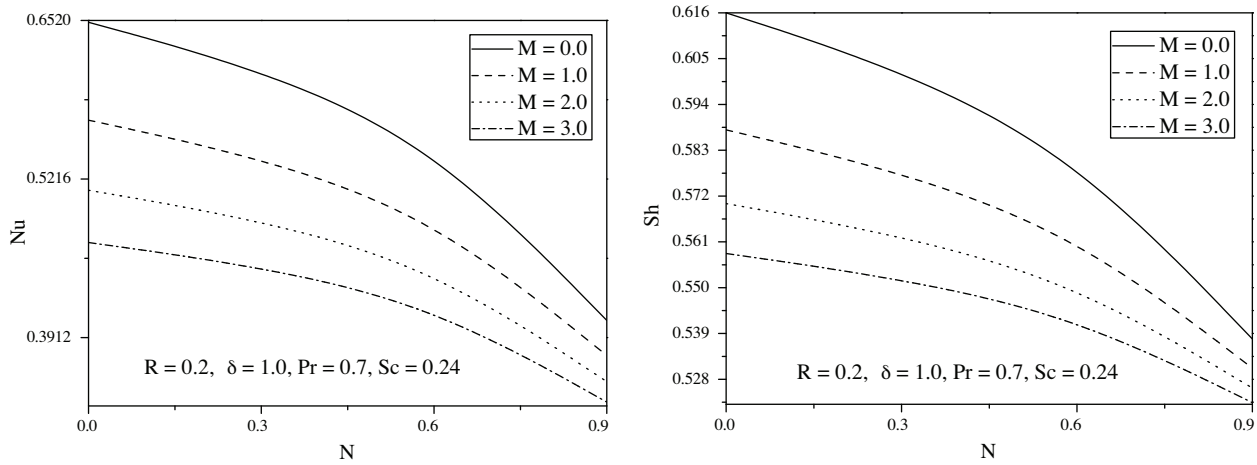 0.6520
0.5216
0.3912
Nu
M = 0.0
M = 1.0
M = 2.0
M = 3.0
R = 0.2, δ = 1.0, Pr = 0.7, Sc = 0.24
0.0 0.3 0.6 0.9
N
0.616
0.605
0.594
0.583
0.572
0.561
0.550
0.539
0.528
Sh
M = 0.0
M = 1.0
M = 2.0
M = 3.0
R = 0.2, δ = 1.0, Pr = 0.7, Sc = 0.24
0.0 0.3 0.6 0.9
N